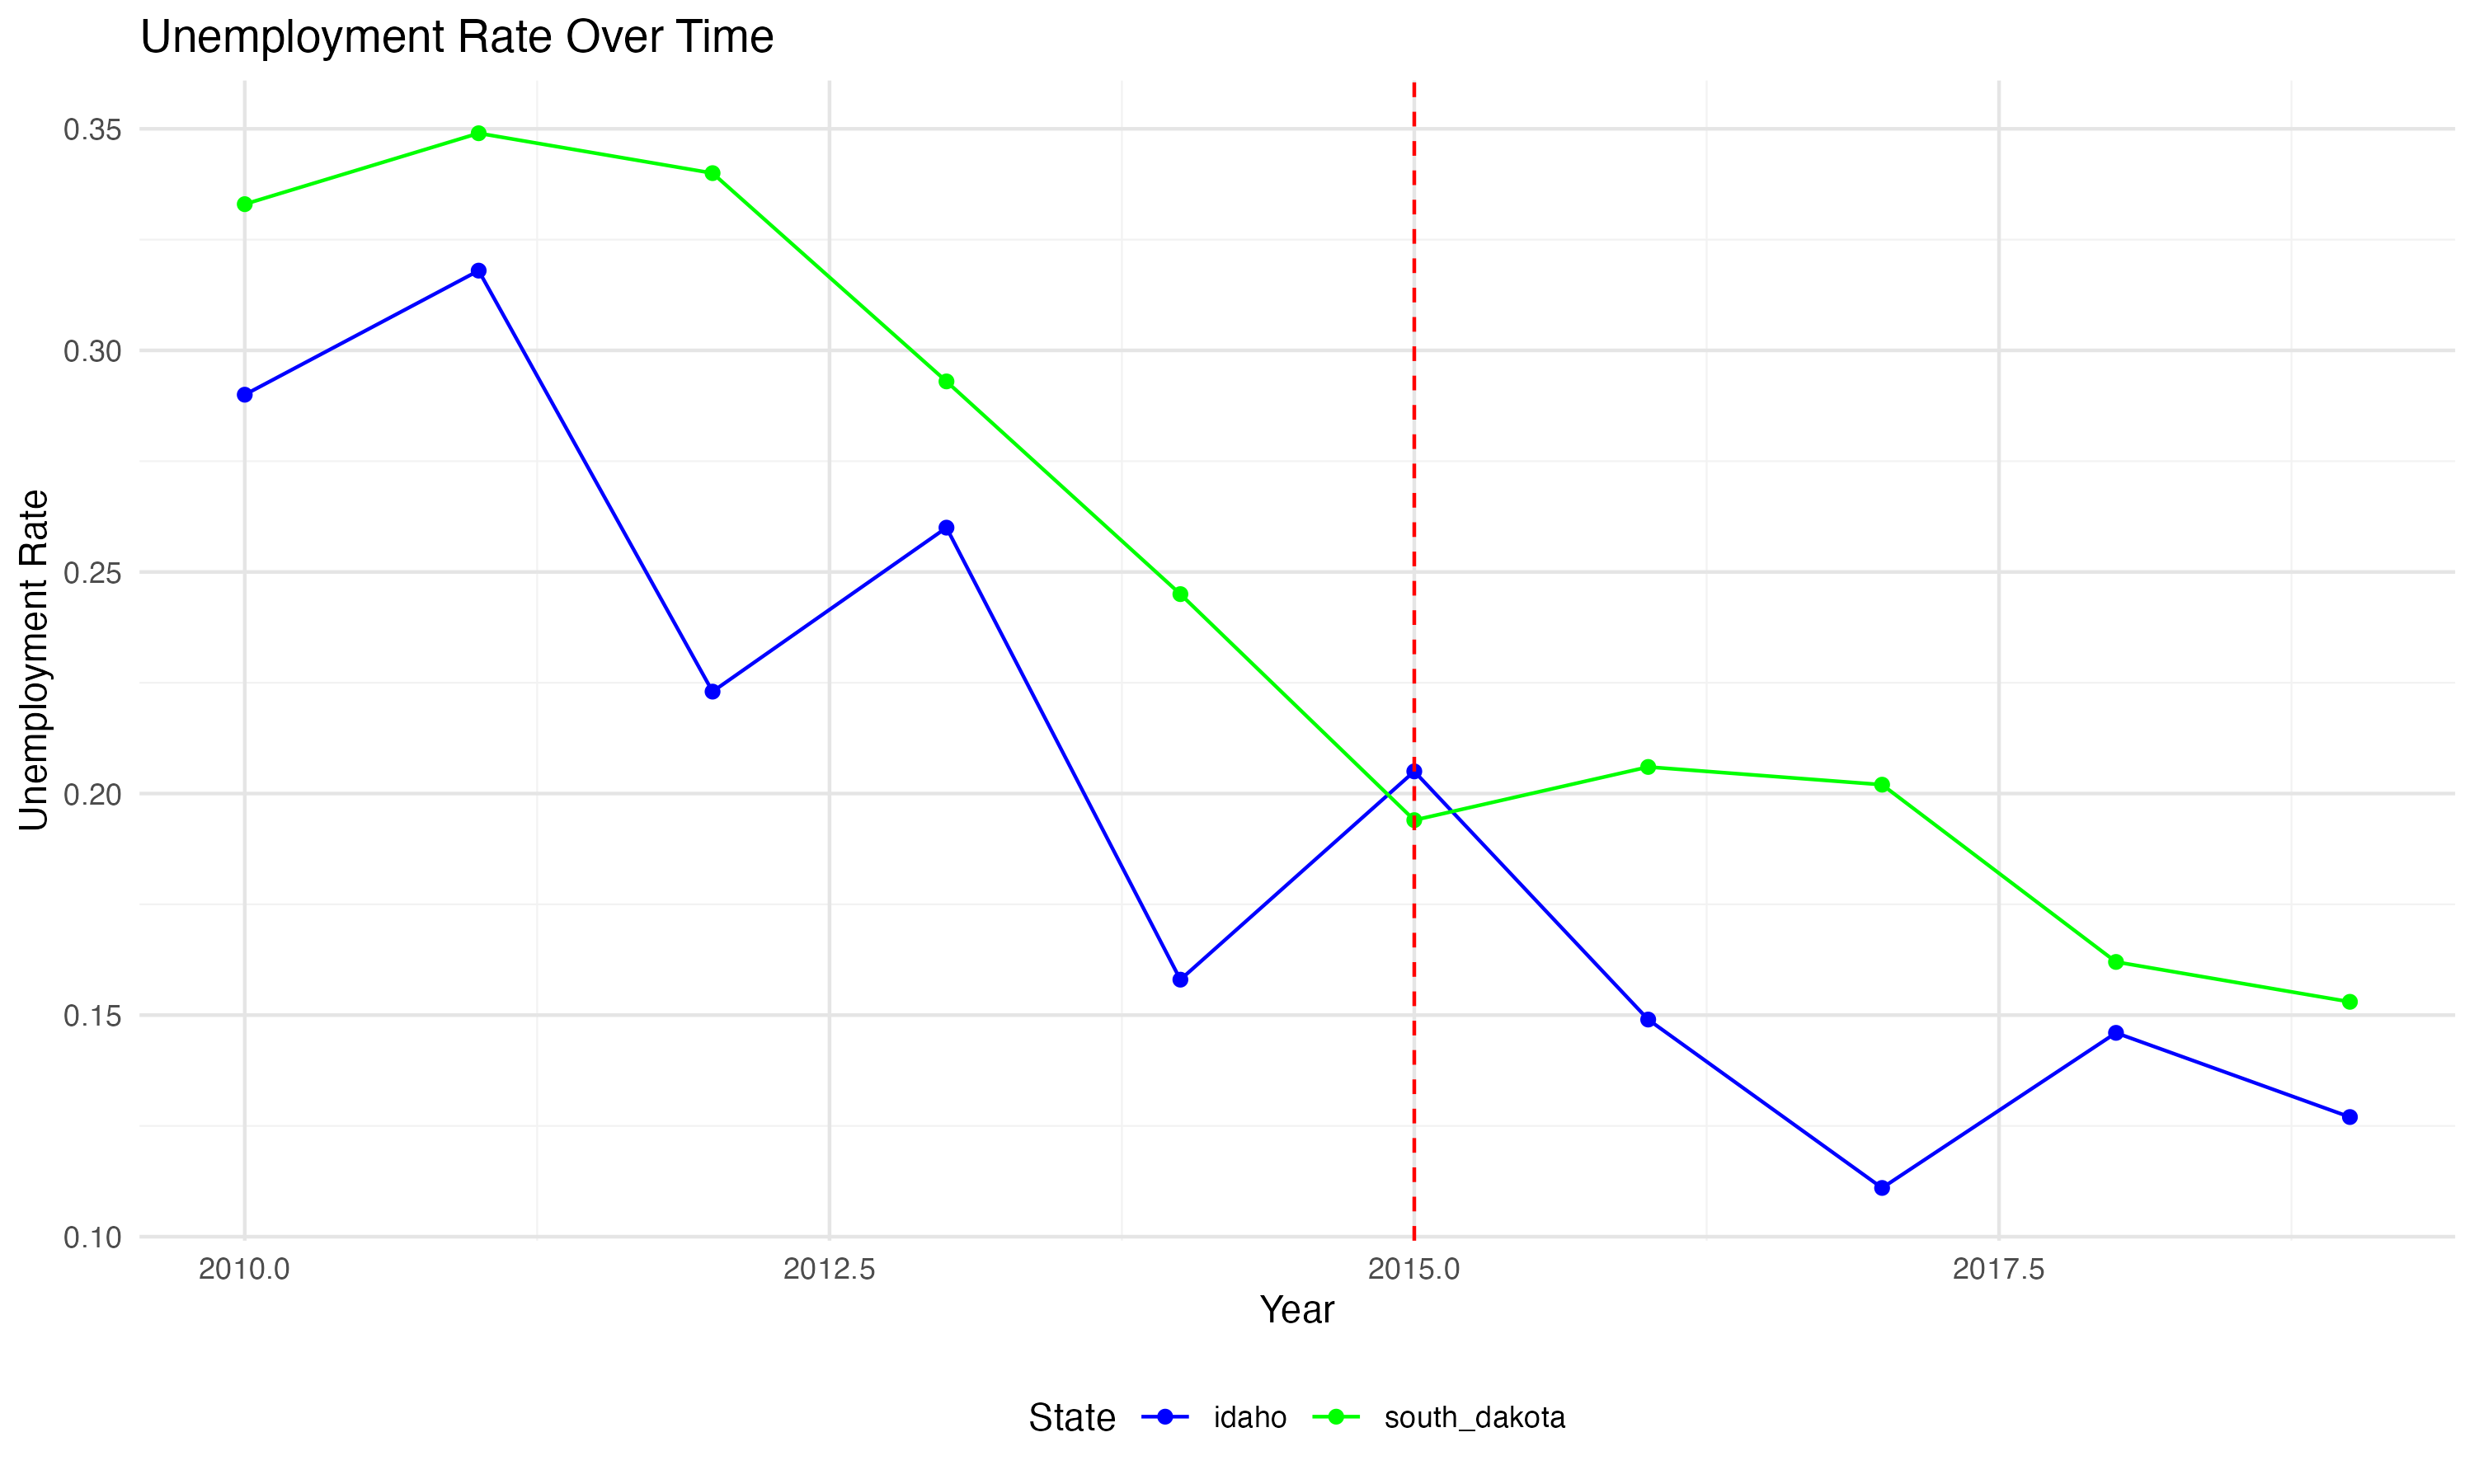 Unemployment Rate Over Time
Unemployment Rate
0.35
0.30
0.25
0.20
0.15
0.10
2010.0 2012.5 2015.0 2017.5
Year
State idaho south_dakota